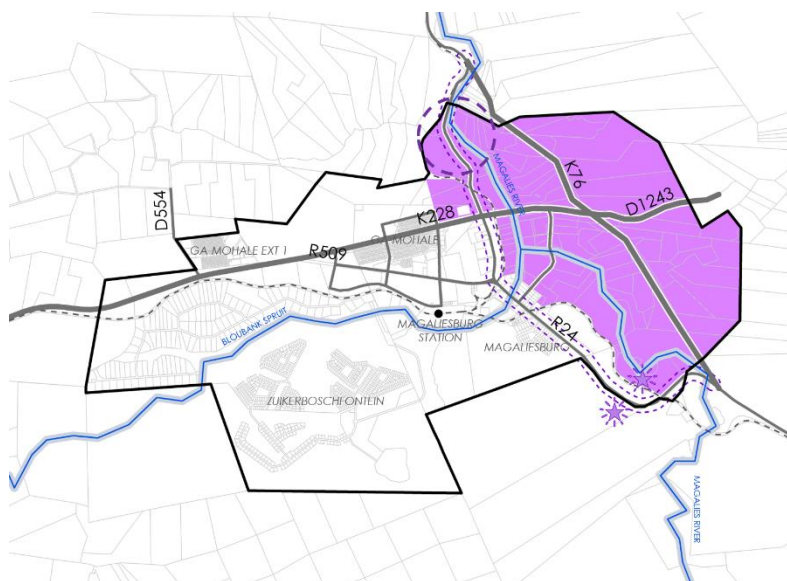 MAGALIES RIVER
K76
D1243
D554
K228
GA MOHALE
R509
GA MOHALE EXT 1
R24
BLOUBANK SPRUIT
MAGALIESBURG
STATION
MAGALIESBURG
ZUIKERBOSCHFONTEIN
MAGALIES
RIVER